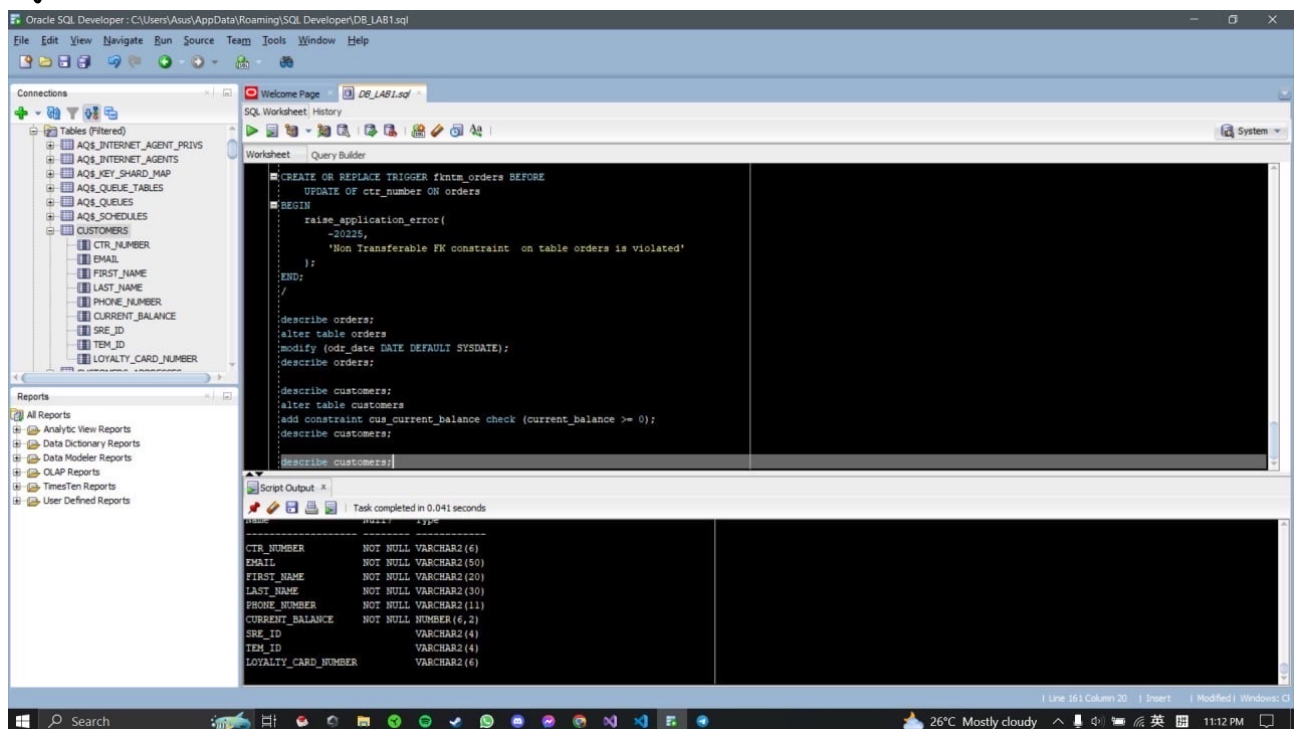 Oracle SQL Developer : C:\Users\Asus\AppData\Roaming\SQL Developer\DB_LAB1.sql
File Edit View Navigate Run Source Team Tools Window Help
Connections
Tables (Filtered)
AQ$_INTERNET_AGENT_PRIVS
AQ$_INTERNET_AGENTS
AQ$_KEY_SHARD_MAP
AQ$_QUEUE_TABLES
AQ$_QUEUES
AQ$_SCHEDULES
CUSTOMERS
CTR_NUMBER
EMAIL
FIRST_NAME
LAST_NAME
PHONE_NUMBER
CURRENT_BALANCE
SRE_ID
TEM_ID
LOYALTY_CARD_NUMBER
Reports
All Reports
Analytic View Reports
Data Dictionary Reports
Data Modeler Reports
OLAP Reports
TimesTen Reports
User Defined Reports
Welcome Page DB_LAB1.sql
SQL Worksheet History
System
Worksheet Query Builder
CREATE OR REPLACE TRIGGER fkntm_orders BEFORE
UPDATE OF ctr_number ON orders
BEGIN
raise_application_error(
-20225,
'Non Transferable FK constraint  on table orders is violated'
);
END;
/
describe orders;
alter table orders
modify (odr_date DATE DEFAULT SYSDATE);
describe orders;
describe customers;
alter table customers
add constraint cus_current_balance check (current_balance >= 0);
describe customers;
describe customers;
Script Output
Task completed in 0.041 seconds
Name Null? Type
CTR_NUMBER NOT NULL VARCHAR2(6)
EMAIL NOT NULL VARCHAR2(50)
FIRST_NAME NOT NULL VARCHAR2(20)
LAST_NAME NOT NULL VARCHAR2(30)
PHONE_NUMBER NOT NULL VARCHAR2(11)
CURRENT_BALANCE NOT NULL NUMBER(6,2)
SRE_ID VARCHAR2(4)
TEM_ID VARCHAR2(4)
LOYALTY_CARD_NUMBER VARCHAR2(6)
Line 161 Column 20 Insert Modified Windows: C
Search 26°C Mostly cloudy 英 11:12 PM